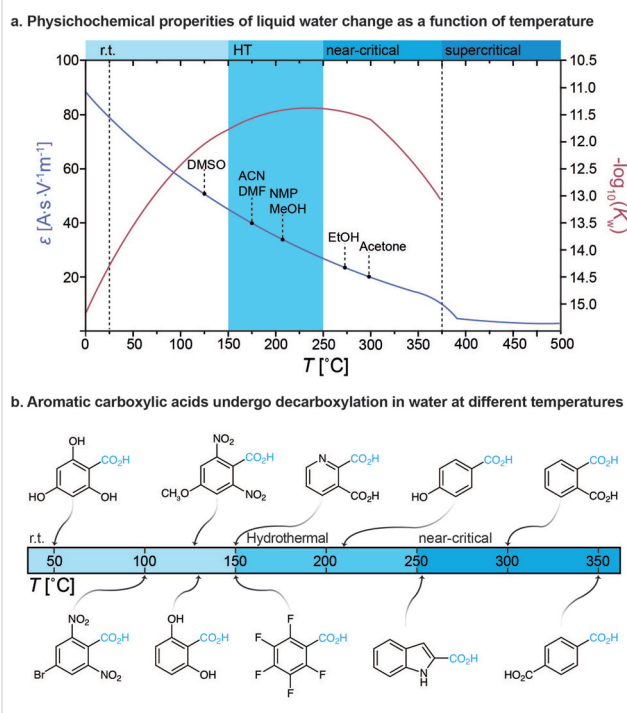 a. Physichochemical properities of liquid water change as a function of temperature
r.t. HT near-critical supercritical
100 10.5
11.0
80 11.5
12.0
60 12.5
13.0
40 13.5
14.0
20 14.5
15.0
ε [A·s·V⁻¹m⁻¹]
-log₁₀(Kw)
DMSO
ACN
DMF NMP
MeOH
EtOH
Acetone
0 50 100 150 200 250 300 350 400 450 500
T [°C]
b. Aromatic carboxylic acids undergo decarboxylation in water at different temperatures
OH CO₂H HO OH
NO₂ CO₂H CH₃O NO₂
N CO₂H CO₂H
CO₂H HO
CO₂H CO₂H
r.t. Hydrothermal near-critical
50 100 150 200 250 300 350
T [°C]
NO₂ CO₂H Br NO₂
OH CO₂H OH
F F CO₂H F F F
CO₂H N H
CO₂H HO₂C